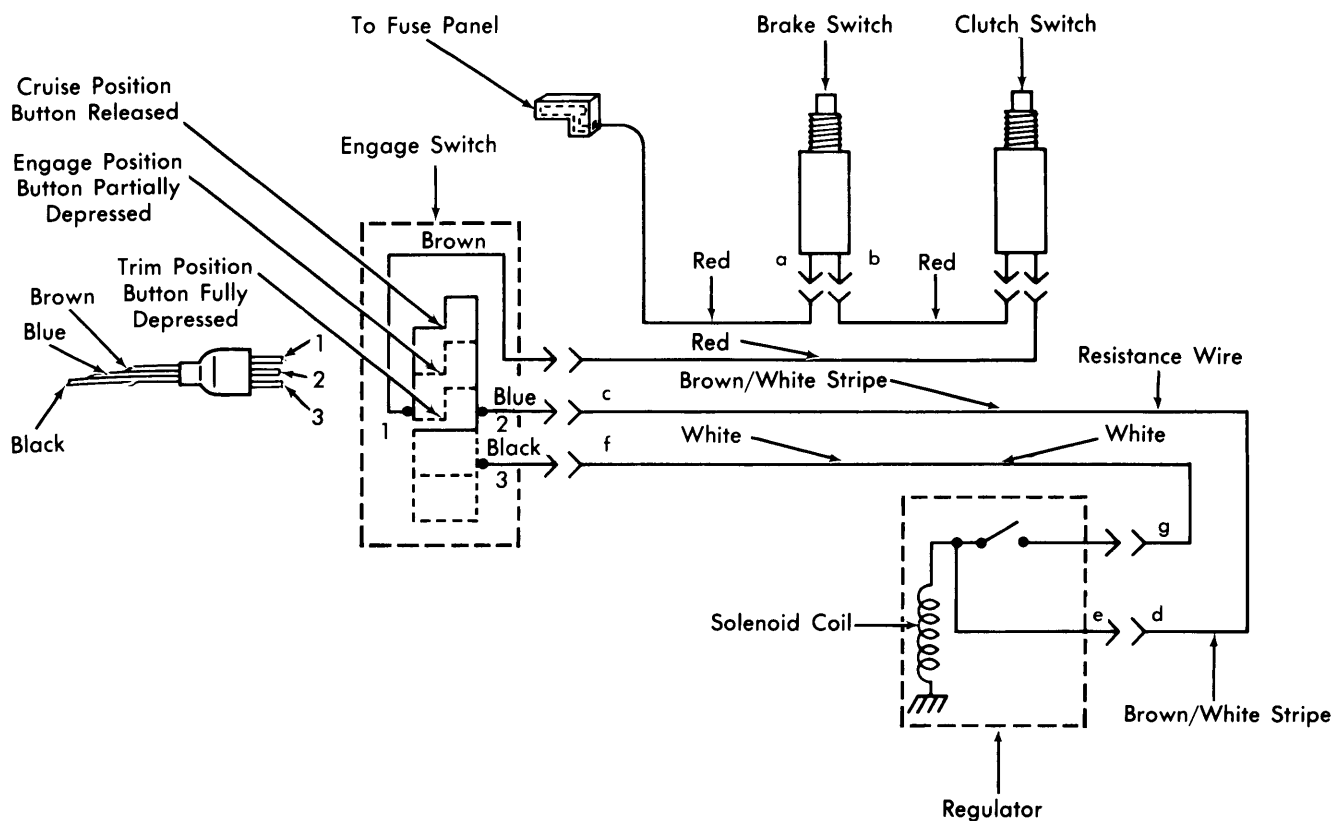 To Fuse Panel
Brake Switch
Clutch Switch
Cruise Position
Button Released
Engage Position
Button Partially
Depressed
Engage Switch
Trim Position
Button Fully
Depressed
Brown
Brown
Blue
Black
1
2
3
Red
a
b
Red
Red
Resistance Wire
Brown/White Stripe
Blue
c
1
2
Black
f
White
White
3
g
Solenoid Coil
e
d
Brown/White Stripe
Regulator